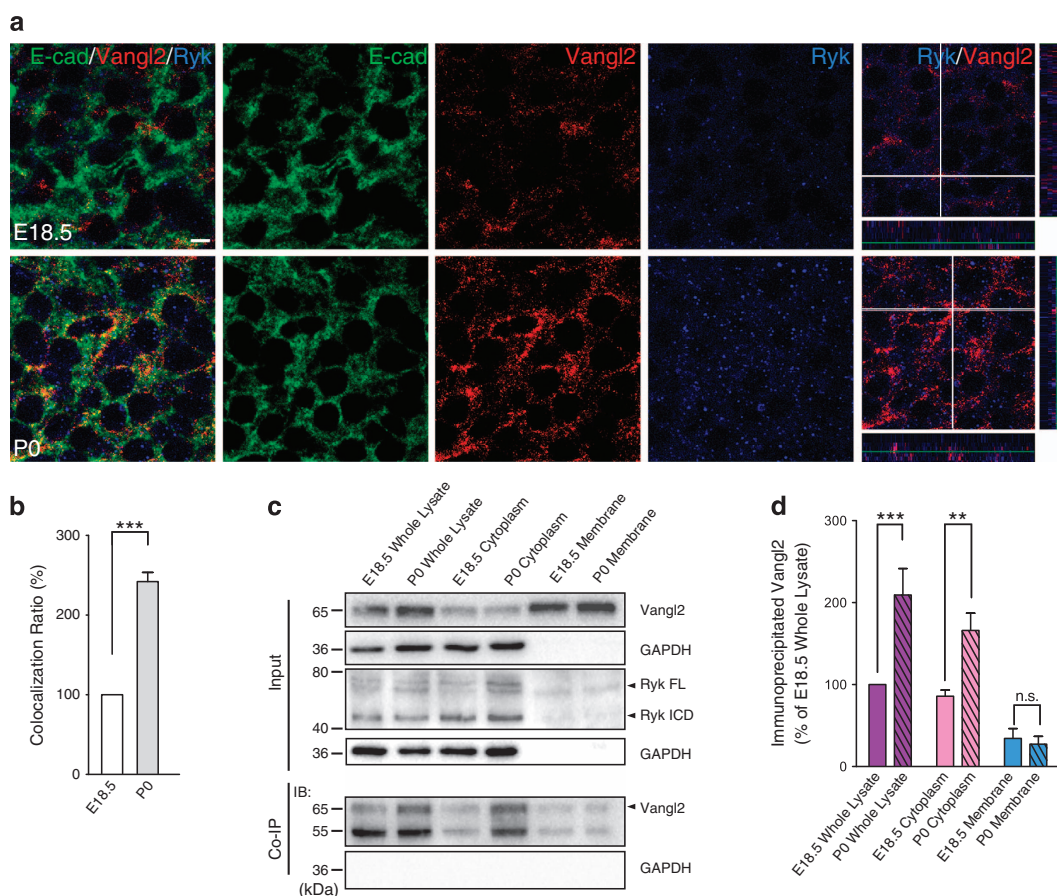 a
E-cad/Vangl2/Ryk
E-cad
Vangl2
Ryk
Ryk/Vangl2
E18.5
P0
b
***
300
200
100
0
Colocalization Ratio (%)
E18.5
P0
c
E18.5 Whole Lysate
P0 Whole Lysate
E18.5 Cytoplasm
P0 Cytoplasm
E18.5 Membrane
P0 Membrane
Input
65
Vangl2
36
GAPDH
80
Ryk FL
Ryk ICD
40
36
GAPDH
Co-IP
IB:
65
Vangl2
55
36
GAPDH
(kDa)
d
***
**
n.s.
300
200
100
0
Immunoprecipitated Vangl2
(% of E18.5 Whole Lysate)
E18.5 Whole Lysate
P0 Whole Lysate
E18.5 Cytoplasm
P0 Cytoplasm
E18.5 Membrane
P0 Membrane